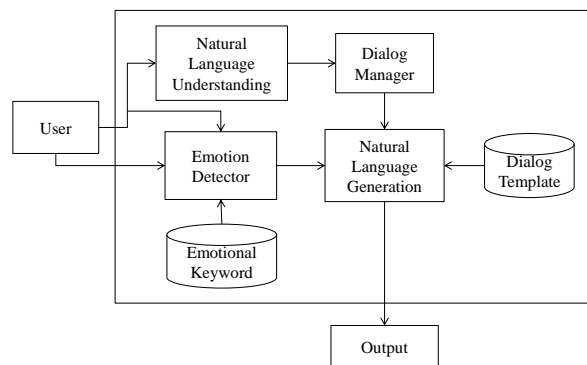 Natural
Language
Understanding
Dialog
Manager
User
Emotion
Detector
Natural
Language
Generation
Dialog
Template
Emotional
Keyword
Output